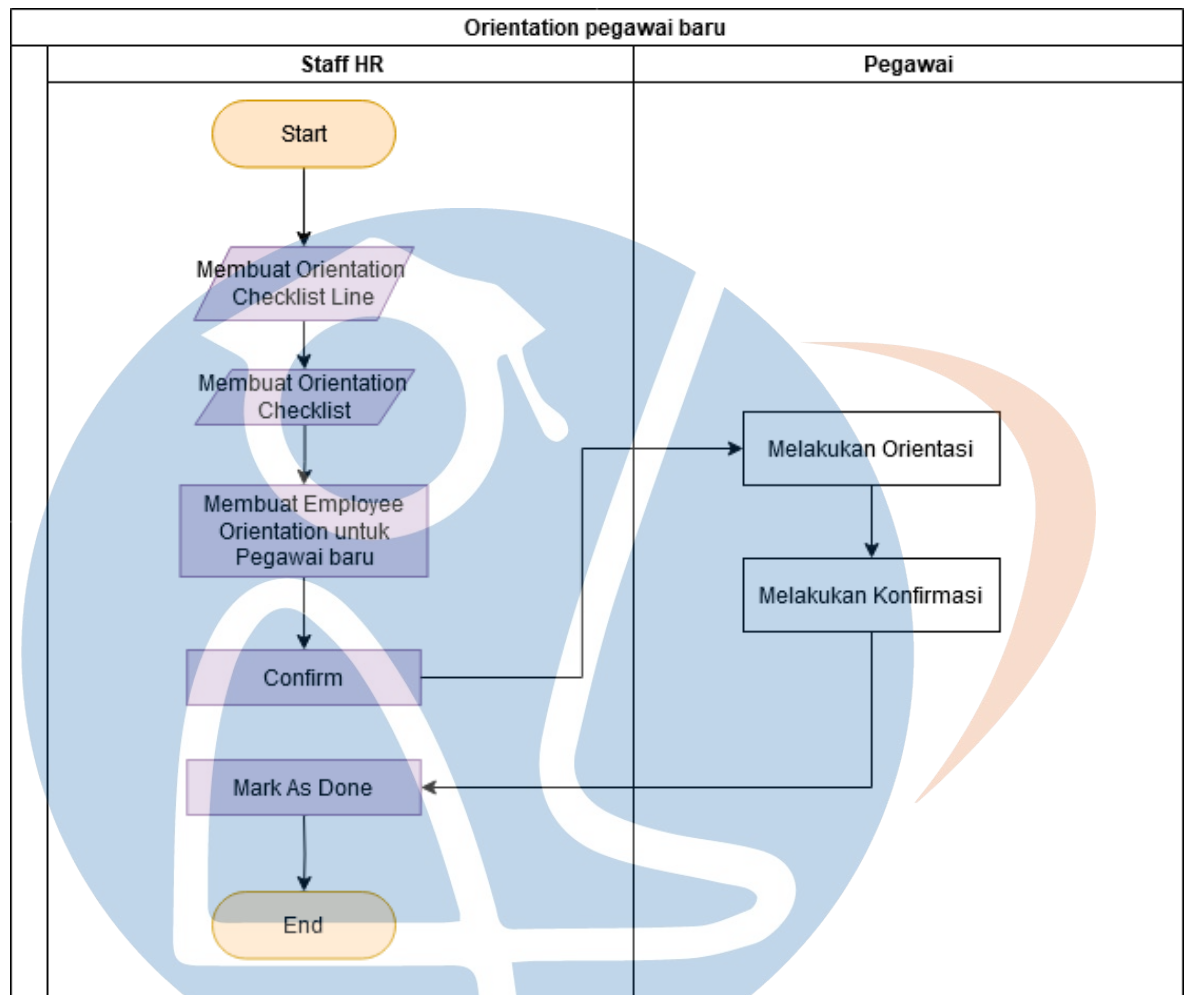 Orientation pegawai baru
Staff HR
Pegawai
Start
Membuat Orientation
Checklist Line
Membuat Orientation
Checklist
Membuat Employee
Orientation untuk
Pegawai baru
Confirm
Melakukan Orientasi
Melakukan Konfirmasi
Mark As Done
End